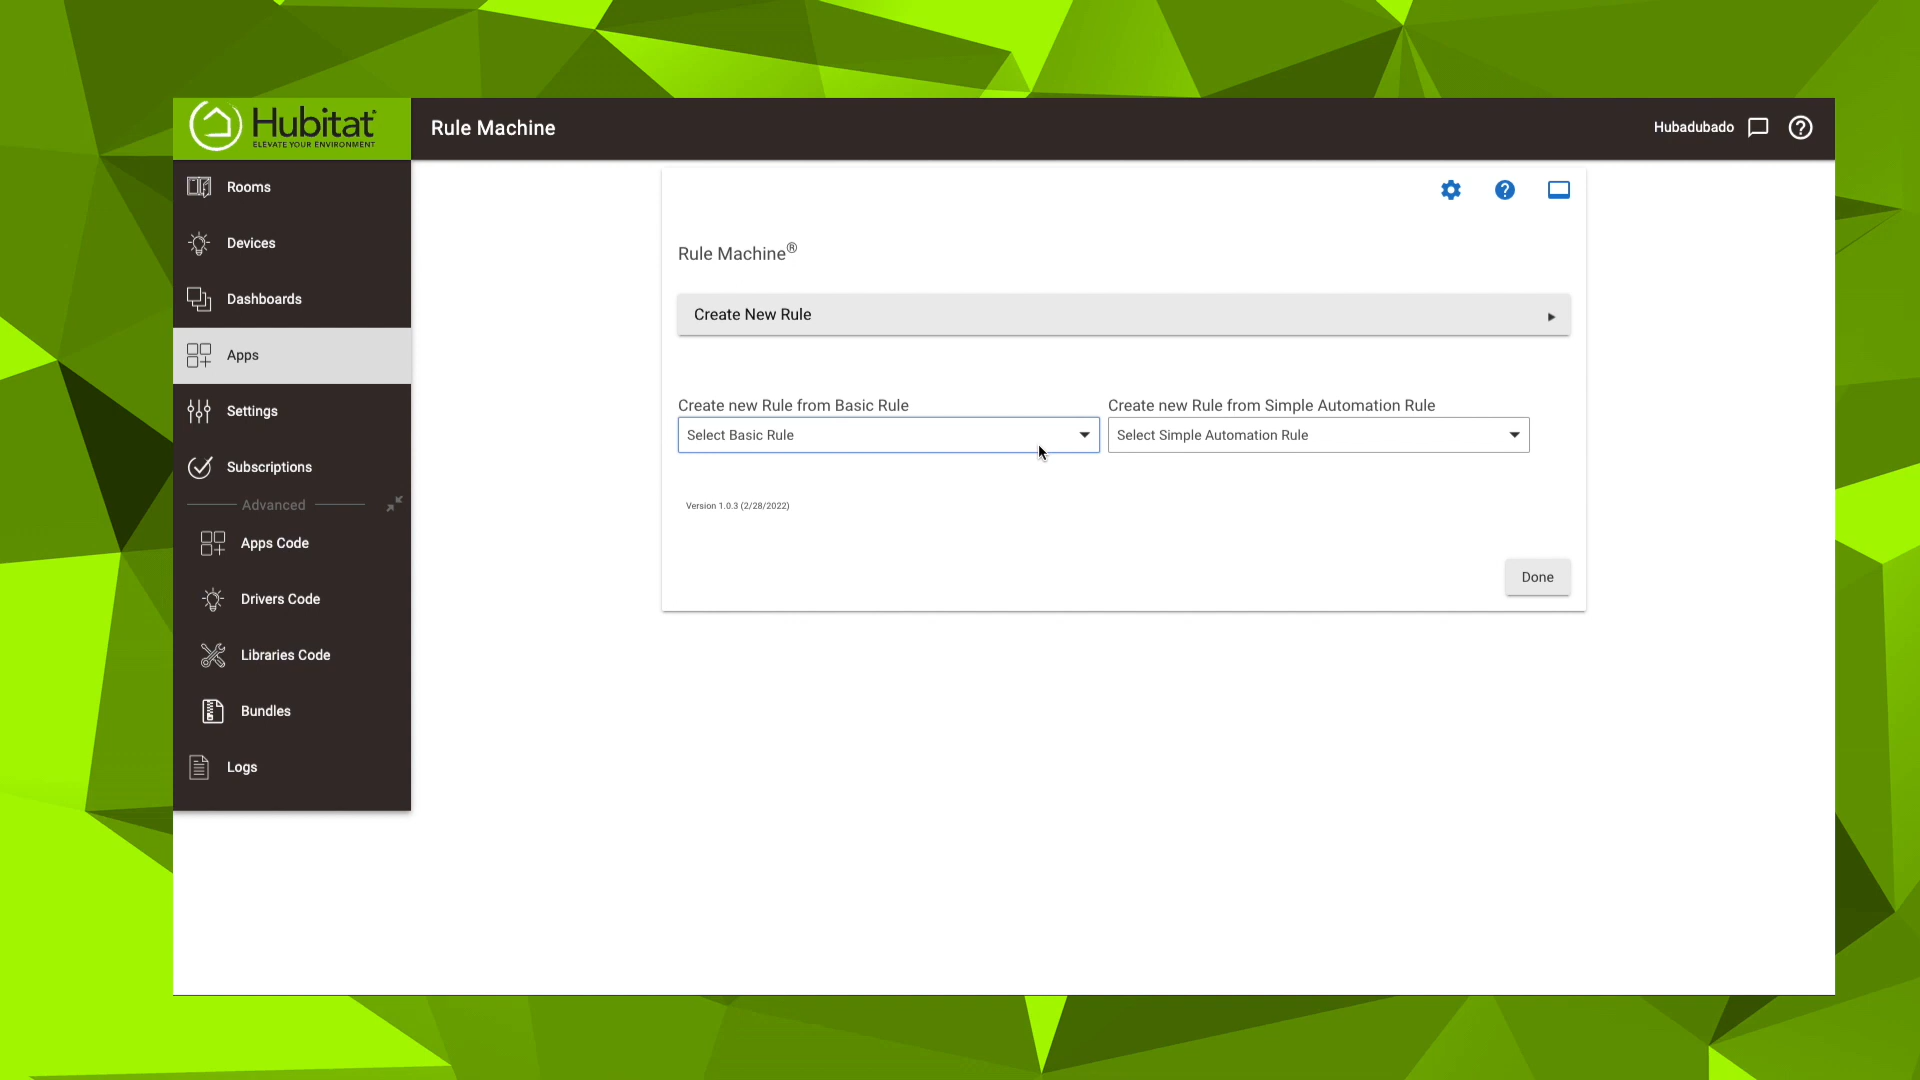 Hubitat®
ELEVATE YOUR ENVIRONMENT
Rule Machine
Hubadubado
Rooms
Devices
Dashboards
Apps
Settings
Subscriptions
Advanced
Apps Code
Drivers Code
Libraries Code
Bundles
Logs
Rule Machine®
Create New Rule
Create new Rule from Basic Rule
Select Basic Rule
Create new Rule from Simple Automation Rule
Select Simple Automation Rule
Version 1.0.3 (2/28/2022)
Done